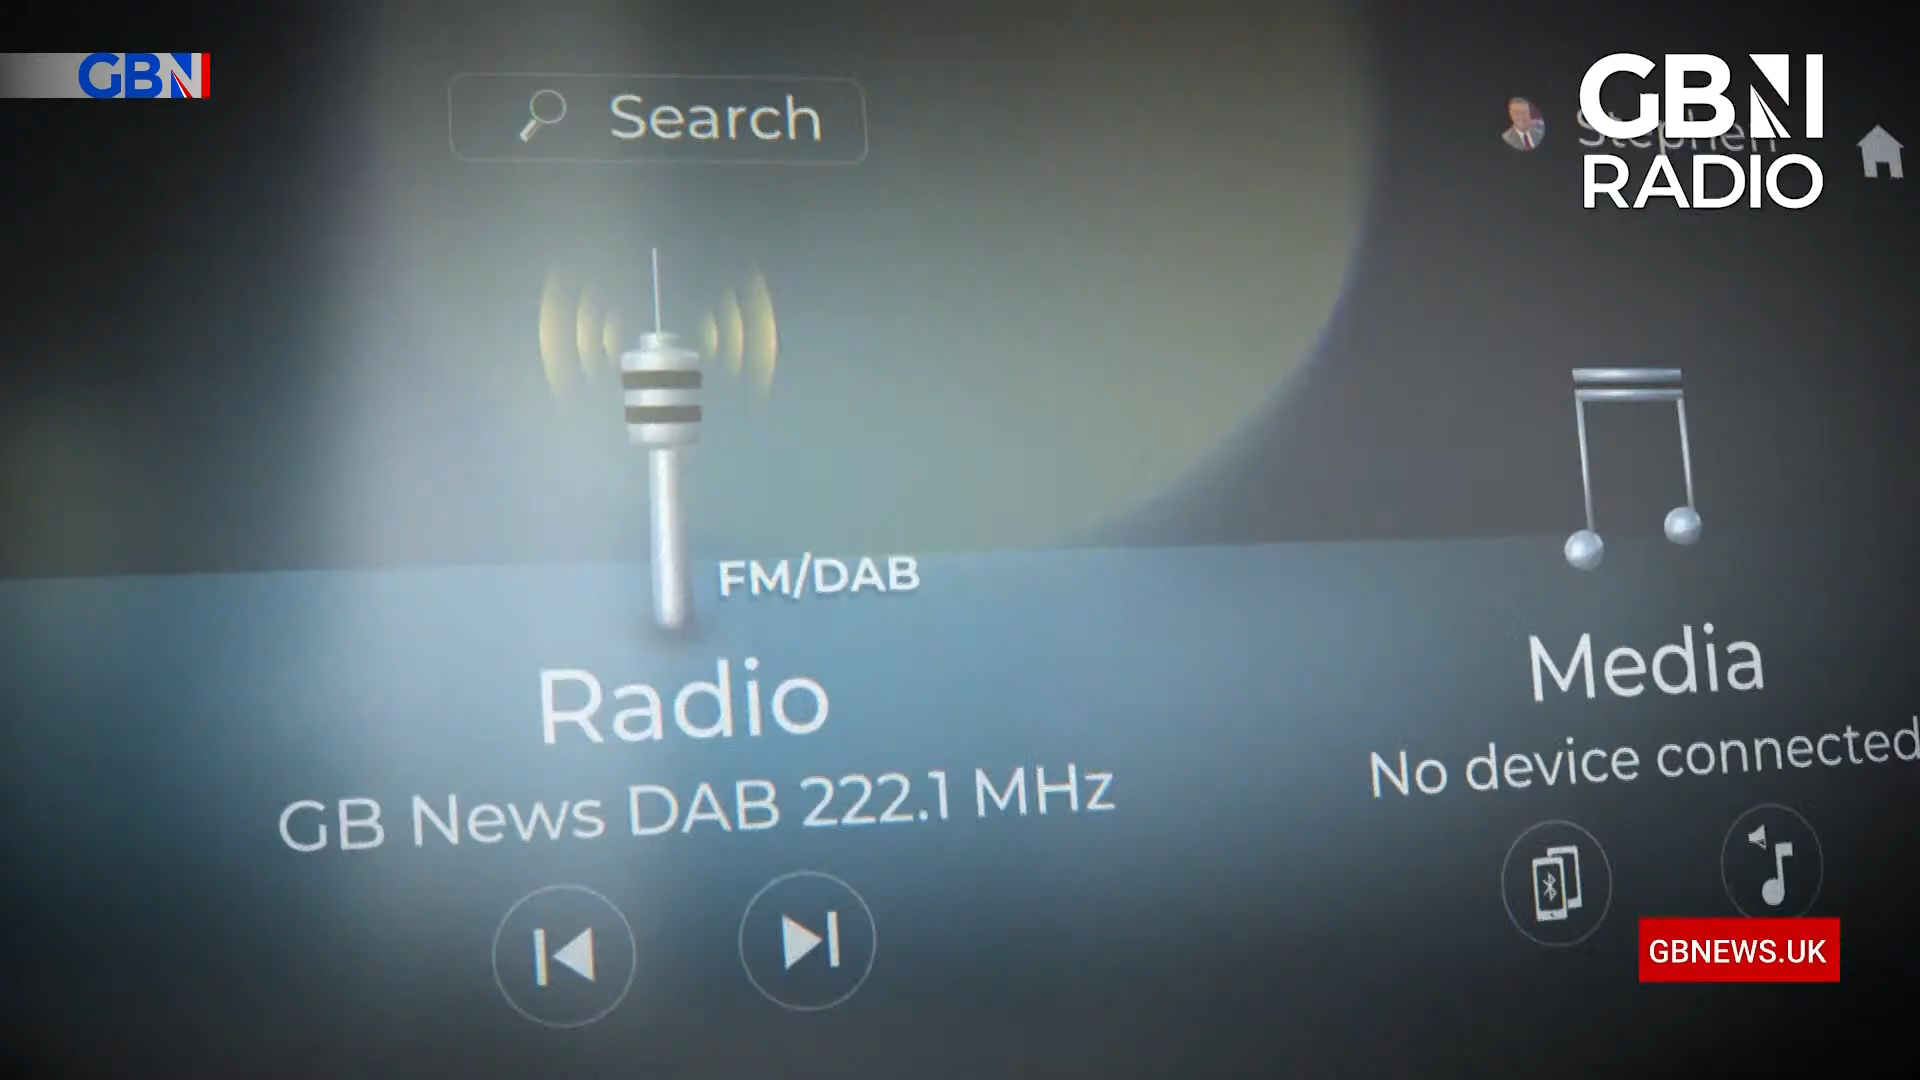 GBN
Search
Stephen
GBN
RADIO
FM/DAB
Radio
GB News DAB 222.1 MHz
Media
No device connected
GBNEWS.UK